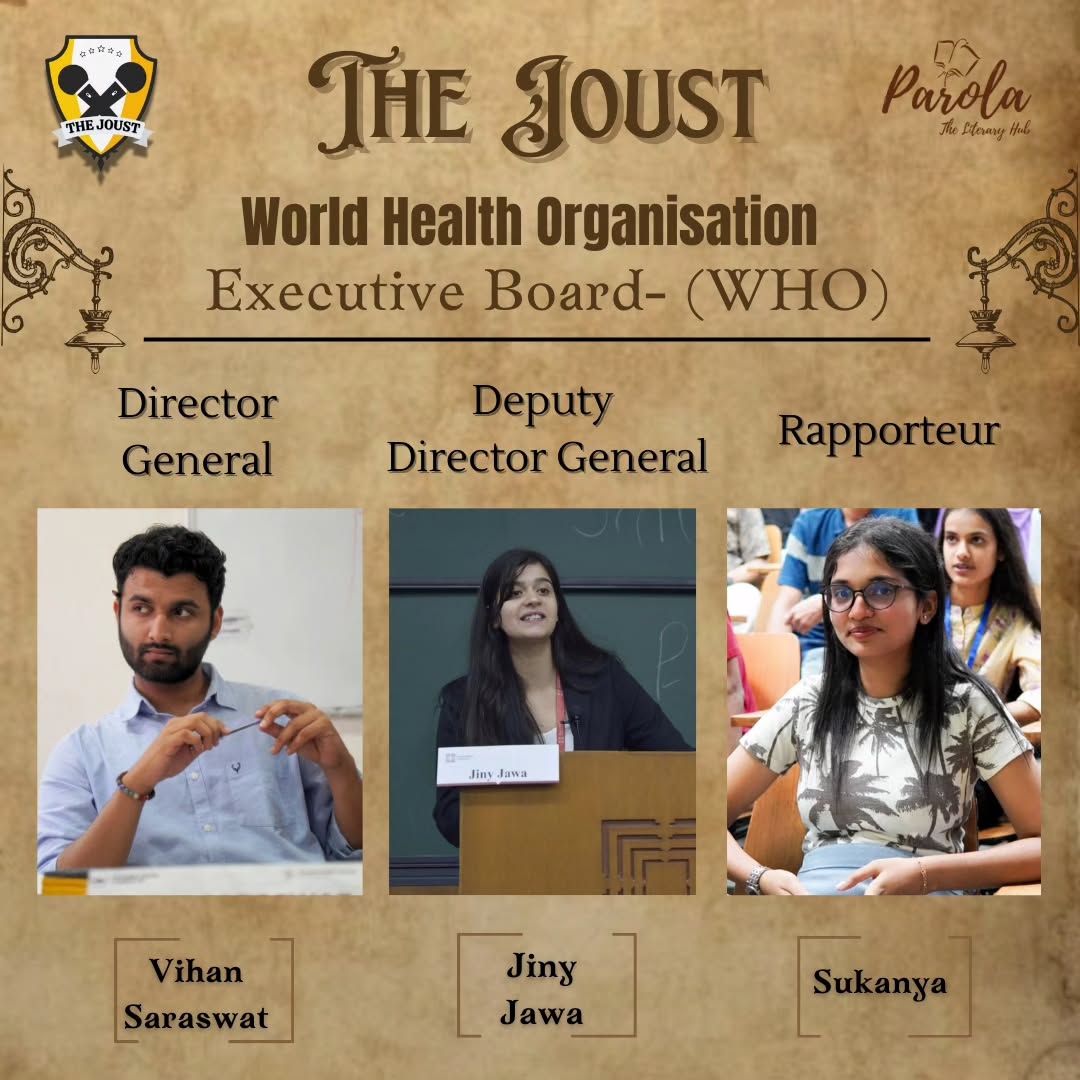 THE JOUST
The Joust
Parola
The Literary Hub
World Health Organisation
Executive Board- (WHO)
Director
General
Deputy
Director General
Rapporteur
Jiny Jawa
Vihan
Saraswat
Jiny
Jawa
Sukanya